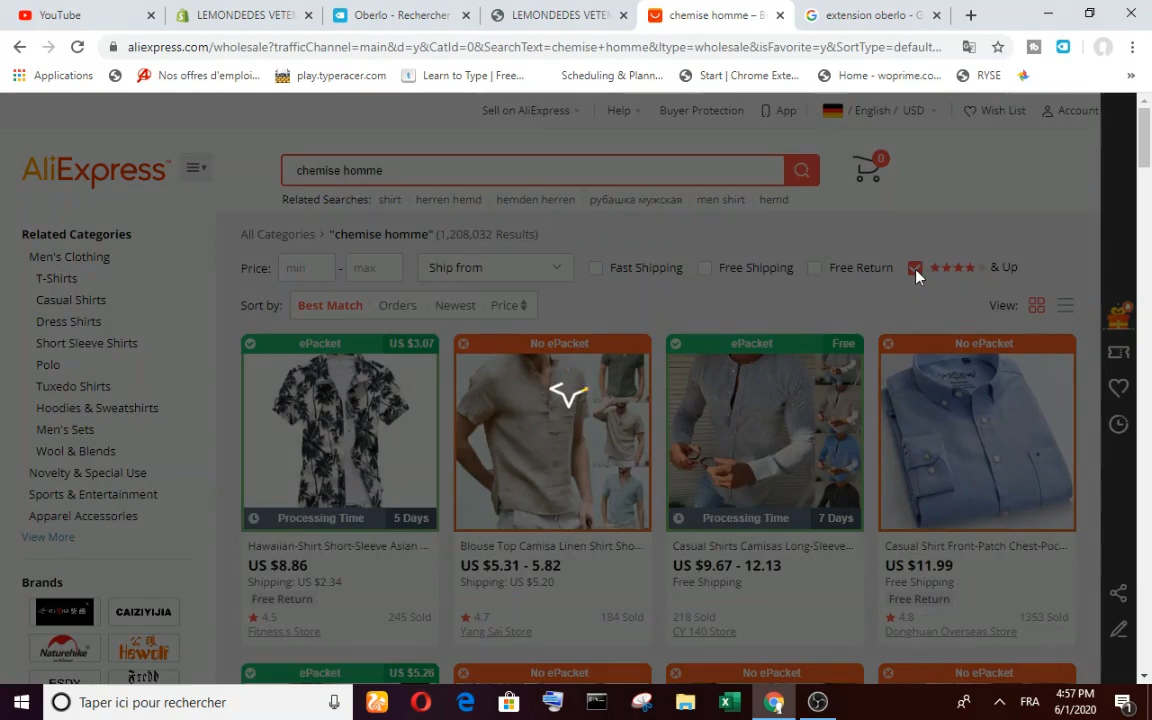 YouTube
LEMONDEDES VETEM
Oberlo - Rechercher
LEMONDEDES VETEM
chemise homme – B
extension oberlo - G
aliexpress.com/wholesale?trafficChannel=main&d=y&CatId=0&SearchText=chemise+homme&ltype=wholesale&isFavorite=y&SortType=default...
Applications
Nos offres d'emploi...
play.typeracer.com
Learn to Type | Free...
Scheduling & Plann...
Start | Chrome Exte...
Home - woprime.co...
RYSE
»
Sell on AliExpress
Help
Buyer Protection
App
/ English / USD
Wish List
Account
AliExpress
chemise homme
0
Related Searches: shirt herren hemd hemden herren рубашка мужская men shirt hemd
Related Categories
Men's Clothing
T-Shirts
Casual Shirts
Dress Shirts
Short Sleeve Shirts
Polo
Tuxedo Shirts
Hoodies & Sweatshirts
Men's Sets
Wool & Blends
Novelty & Special Use
Sports & Entertainment
Apparel Accessories
View More
Brands
CAIZIYIJIA
Naturehike
All Categories > "chemise homme" (1,208,032 Results)
Price: min - max Ship from Fast Shipping Free Shipping Free Return & Up
Sort by: Best Match Orders Newest Price View:
ePacket US $3.07
Processing Time 5 Days
Hawaiian-Shirt Short-Sleeve Asian ...
US $8.86
Shipping: US $2.34
Free Return
4.5 245 Sold
Fitness.s Store
No ePacket
Blouse Top Camisa Linen Shirt Sho...
US $5.31 - 5.82
Shipping: US $5.20
4.7 184 Sold
Yang Sai Store
ePacket Free
Processing Time 7 Days
Casual Shirts Camisas Long-Sleeve...
US $9.67 - 12.13
Free Shipping
218 Sold
CY 140 Store
No ePacket
Casual Shirt Front-Patch Chest-Poc...
US $11.99
Free Shipping
Free Return
4.8 1353 Sold
Donghuan Overseas Store
ePacket US $5.26
No ePacket
No ePacket
No ePacket
Taper ici pour rechercher
FRA
4:57 PM
6/1/2020
1